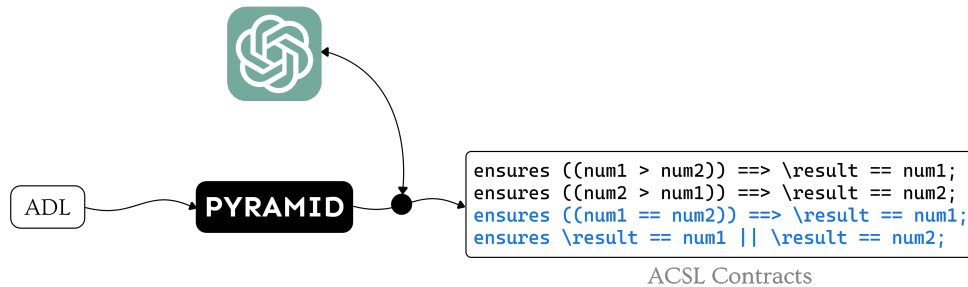 ADL
PYRAMID
ensures ((num1 > num2)) ==> \result == num1;
ensures ((num2 > num1)) ==> \result == num2;
ensures ((num1 == num2)) ==> \result == num1;
ensures \result == num1 || \result == num2;
ACSL Contracts